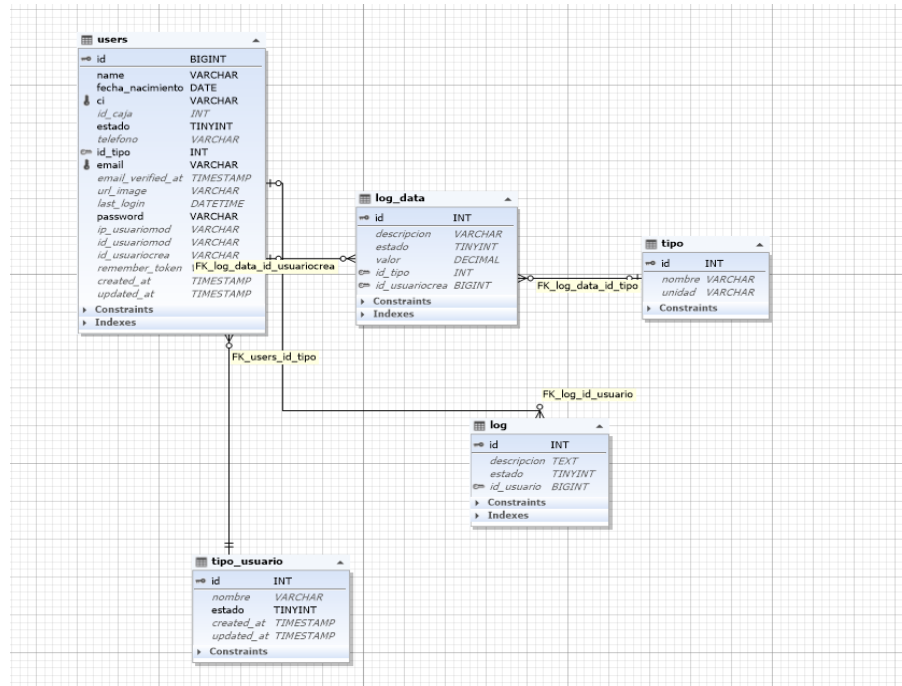 users
id BIGINT
name VARCHAR
fecha_nacimiento DATE
ci VARCHAR
id_caja INT
estado TINYINT
telefono VARCHAR
id_tipo INT
email VARCHAR
email_verified_at TIMESTAMP
url_image VARCHAR
last_login DATETIME
password VARCHAR
ip_usuariomod VARCHAR
id_usuariomod VARCHAR
id_usuariocrea VARCHAR
remember_token
created_at TIMESTAMP
updated_at TIMESTAMP
Constraints
Indexes
FK_log_data_id_usuariocrea
log_data
id INT
descripcion VARCHAR
estado TINYINT
valor DECIMAL
id_tipo INT
id_usuariocrea BIGINT
Constraints
Indexes
FK_log_data_id_tipo
tipo
id INT
nombre VARCHAR
unidad VARCHAR
Constraints
FK_users_id_tipo
FK_log_id_usuario
log
id INT
descripcion TEXT
estado TINYINT
id_usuario BIGINT
Constraints
Indexes
tipo_usuario
id INT
nombre VARCHAR
estado TINYINT
created_at TIMESTAMP
updated_at TIMESTAMP
Constraints